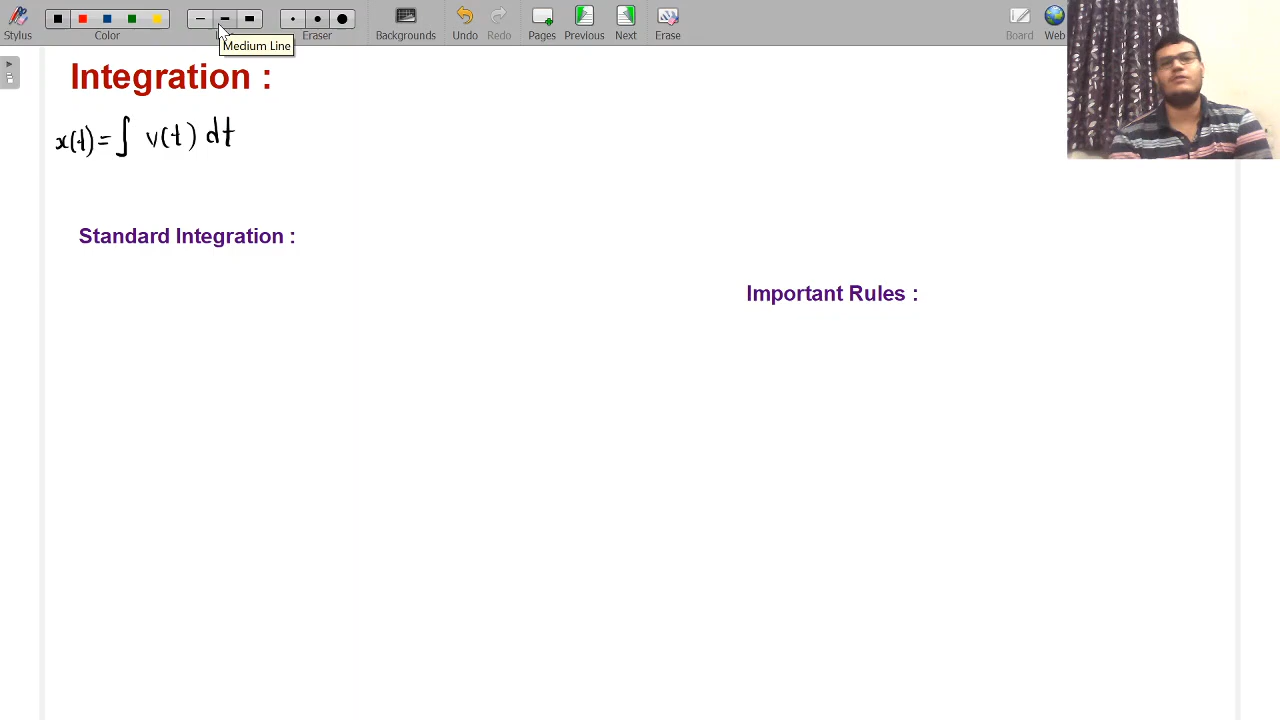 Stylus Color Eraser Backgrounds Undo Redo Pages Previous Next Erase Board Web
Medium Line
Integration :
x(t)= ∫ v(t) dt
Standard Integration :
Important Rules :